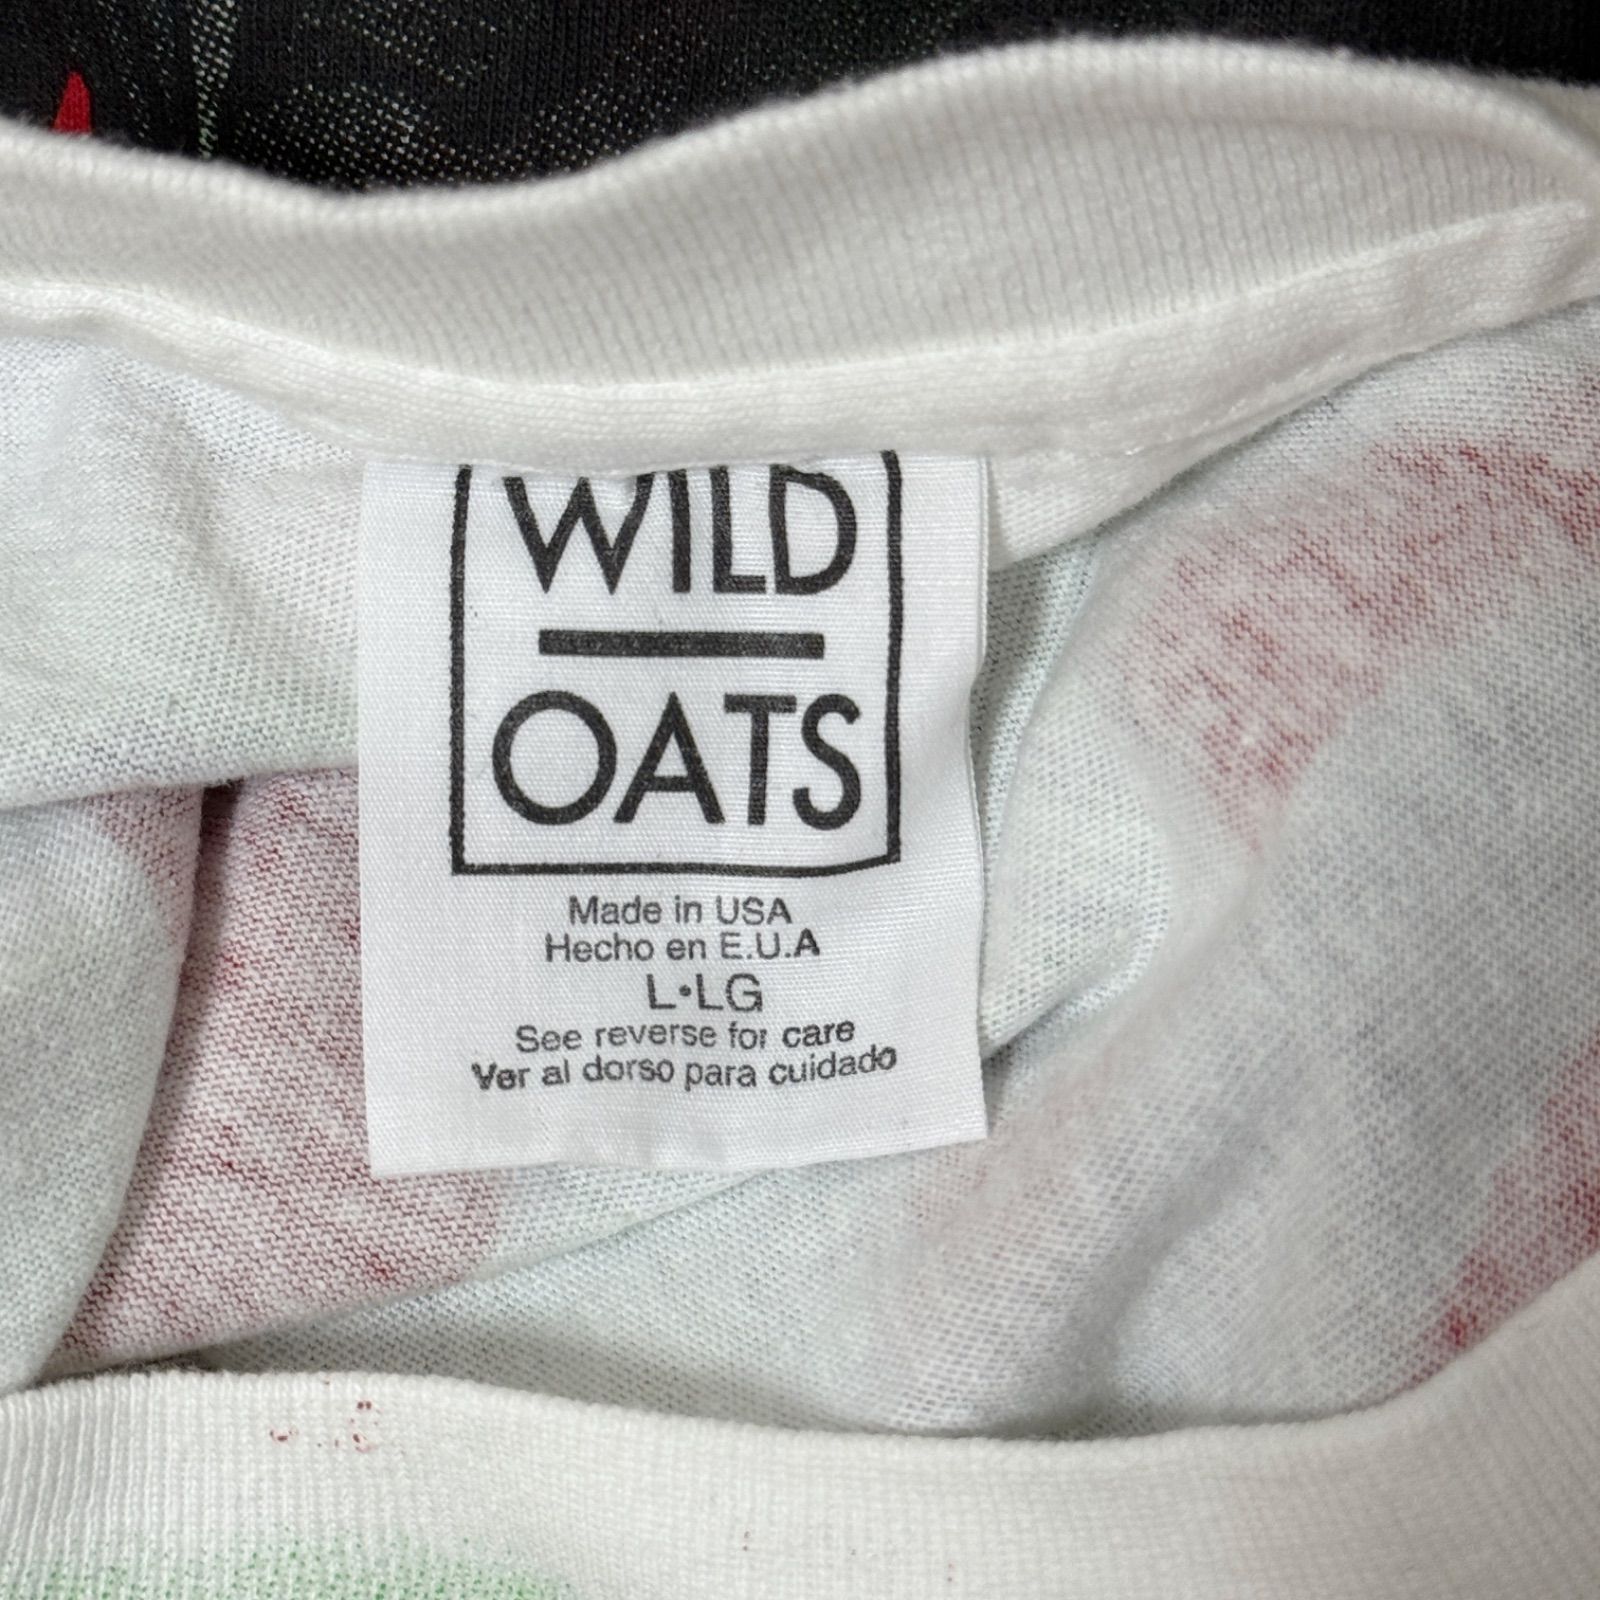 WILD
OATS
Made in USA
Hecho en E.U.A
L•LG
See reverse for care
Ver al dorso para cuidado